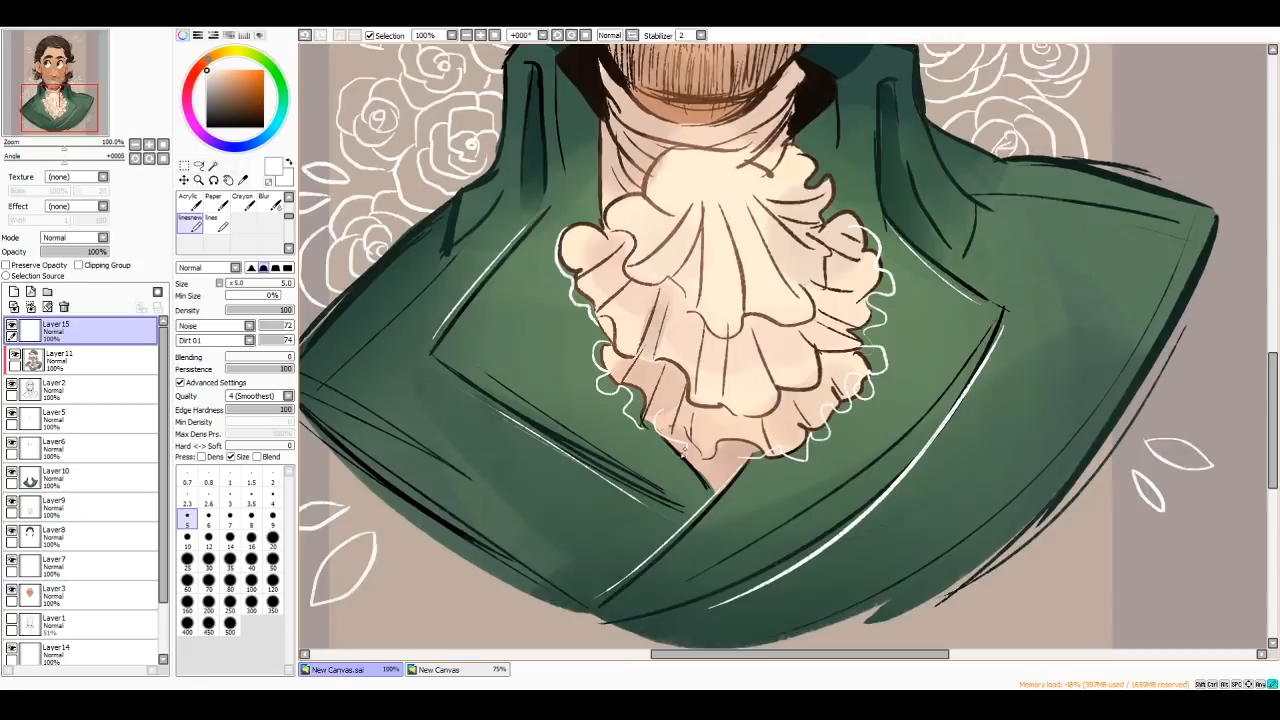 Selection 100% +000° Normal Stabilizer 2
Zoom 100.0%
Angle +0008
Texture (none)
Effect (none)
Mode Normal
Opacity 100%
Preserve Opacity Clipping Group
Selection Source
Layer15
Normal
100%
Layer11
Normal
100%
Layer2
Normal
100%
Layer5
Normal
100%
Layer6
Normal
100%
Layer10
Normal
100%
Layer9
Normal
100%
Layer8
Normal
100%
Layer7
Normal
100%
Layer3
Normal
100%
Layer1
Normal
51%
Layer14
Normal
100%
Acrylic Paper Crayon Blur
linesnew lines
Normal
Size x 5.0 5.0
Min Size 0%
Density 100
Noise 72
Dirt 01 74
Blending 0
Persistence 100
Advanced Settings
Quality 4 (Smoothest)
Edge Hardness 100
Min Density 0
Max Dens Prs. 100%
Hard <-> Soft 0
Press: Dens Size Blend
0.7 0.8 1 1.5 2
2.3 2.6 3 3.5 4
5 6 7 8 9
10 12 14 16 20
25 30 35 40 50
60 70 80 100 120
160 200 250 300 350
400 450 500
New Canvas.sai 100% New Canvas 75%
Memory load: 48% (397MB used / 1659MB reserved) Shift Ctrl Alt SPC Any